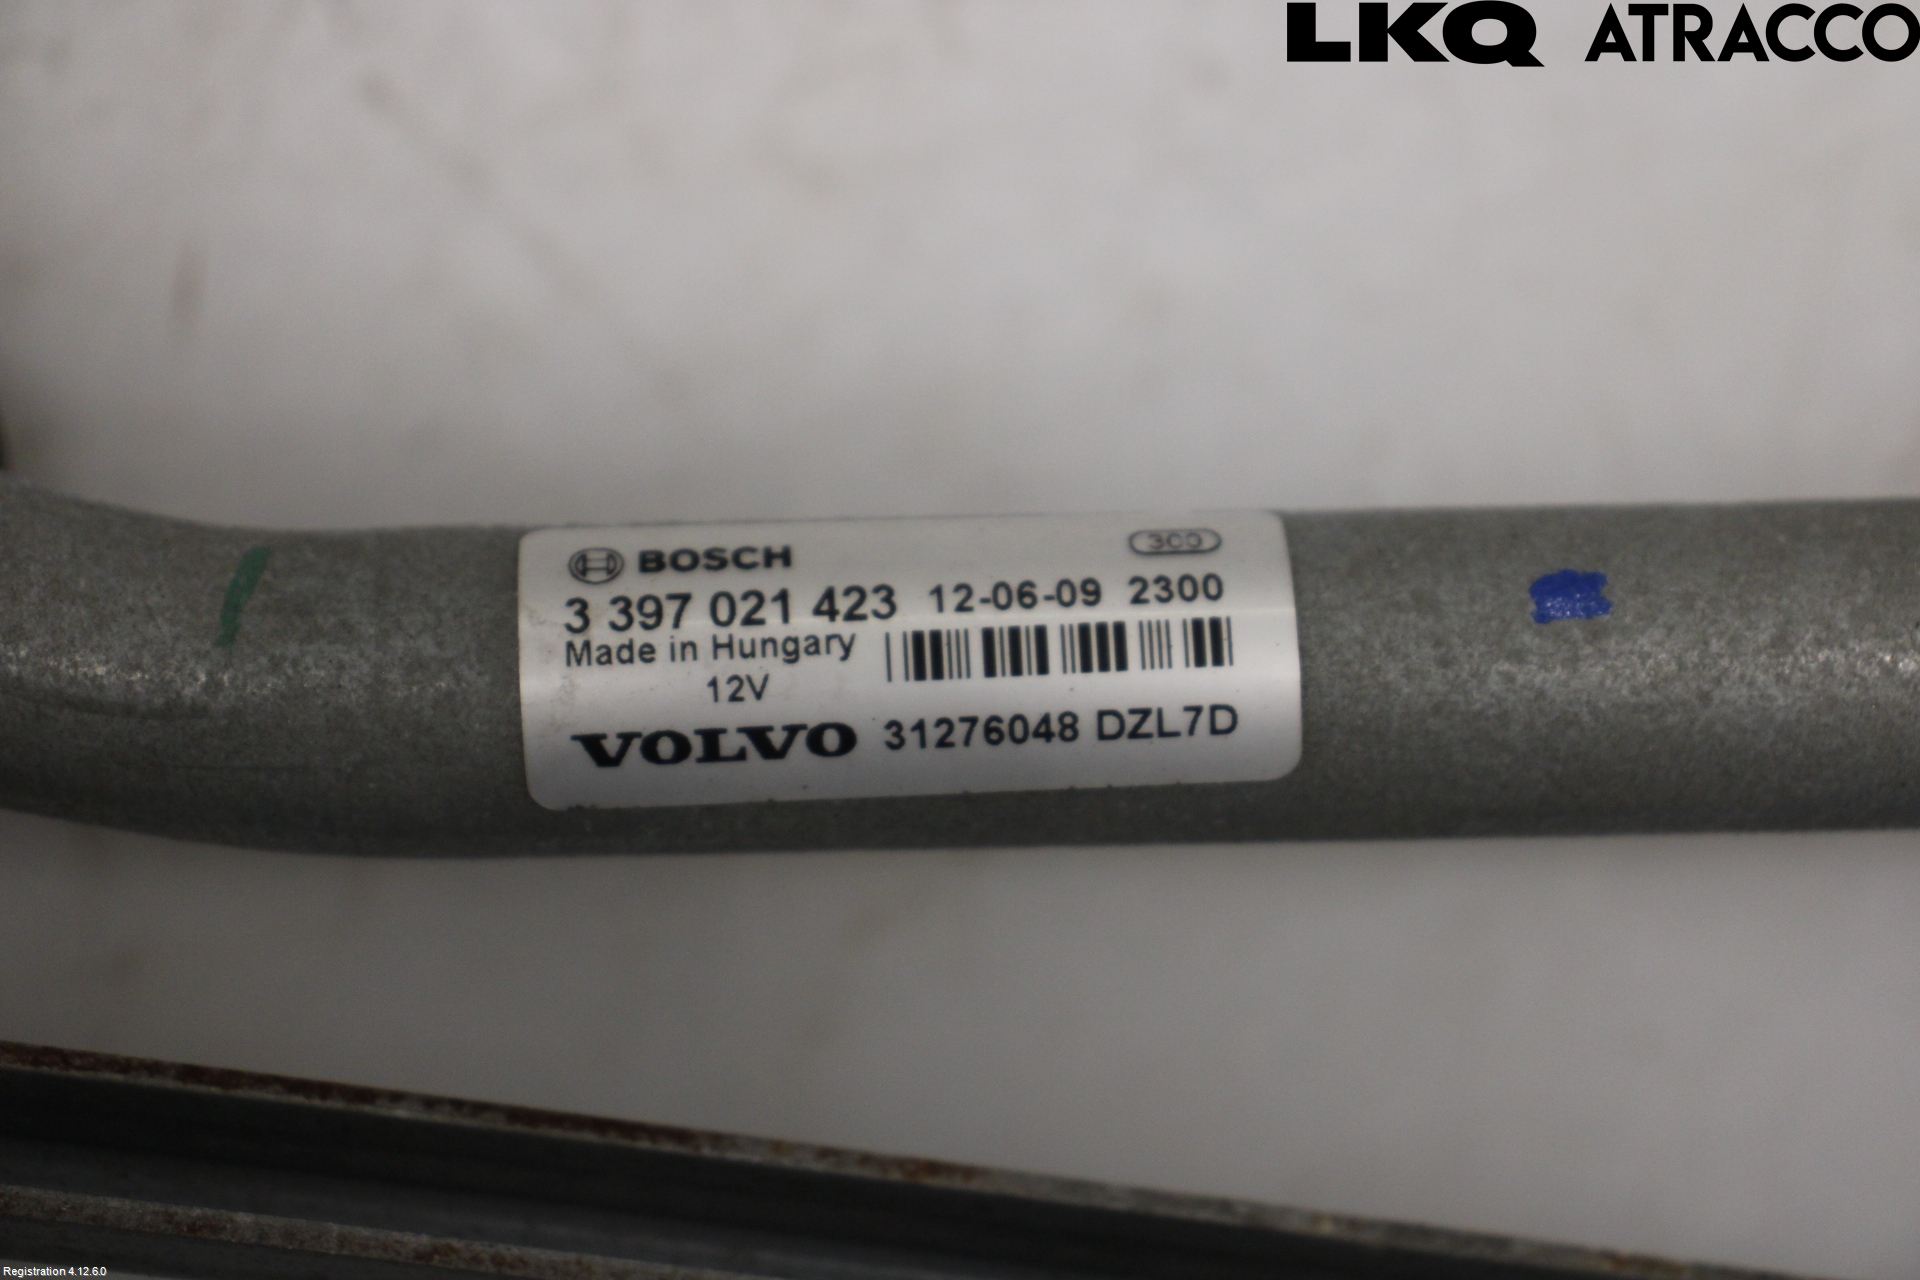 LKQ ATRACCO
BOSCH
3 397 021 423 12-06-09 2300
Made in Hungary
12V
VOLVO 31276048 DZL7D
Registration 4.12.6.0